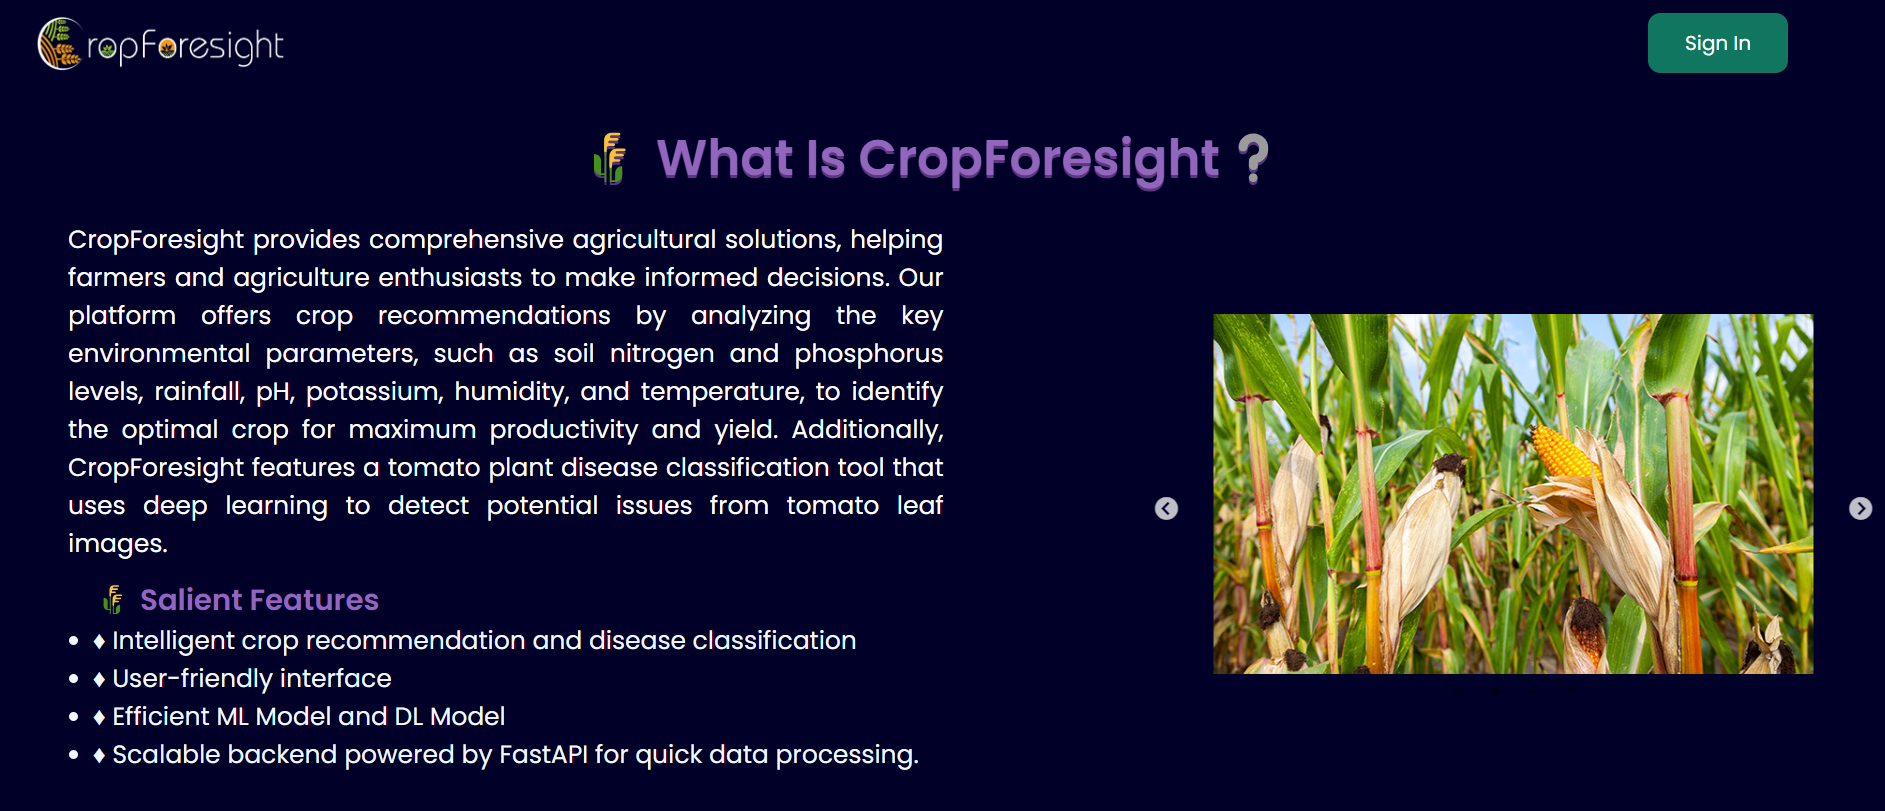 CropForesight
Sign In
What Is CropForesight ?
CropForesight provides comprehensive agricultural solutions, helping
farmers and agriculture enthusiasts to make informed decisions. Our
platform offers crop recommendations by analyzing the key
environmental parameters, such as soil nitrogen and phosphorus
levels, rainfall, pH, potassium, humidity, and temperature, to identify
the optimal crop for maximum productivity and yield. Additionally,
CropForesight features a tomato plant disease classification tool that
uses deep learning to detect potential issues from tomato leaf
images.
Salient Features
• ♦ Intelligent crop recommendation and disease classification
• ♦ User-friendly interface
• ♦ Efficient ML Model and DL Model
• ♦ Scalable backend powered by FastAPI for quick data processing.